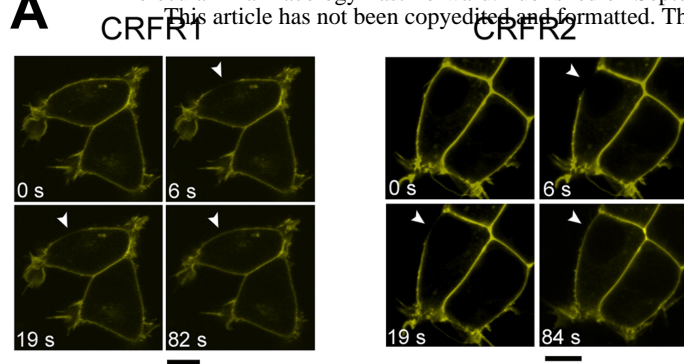 A
This article has not been copyedited and formatted. Th
CRFR1
CRFR2
0 s
6 s
0 s
6 s
19 s
82 s
19 s
84 s